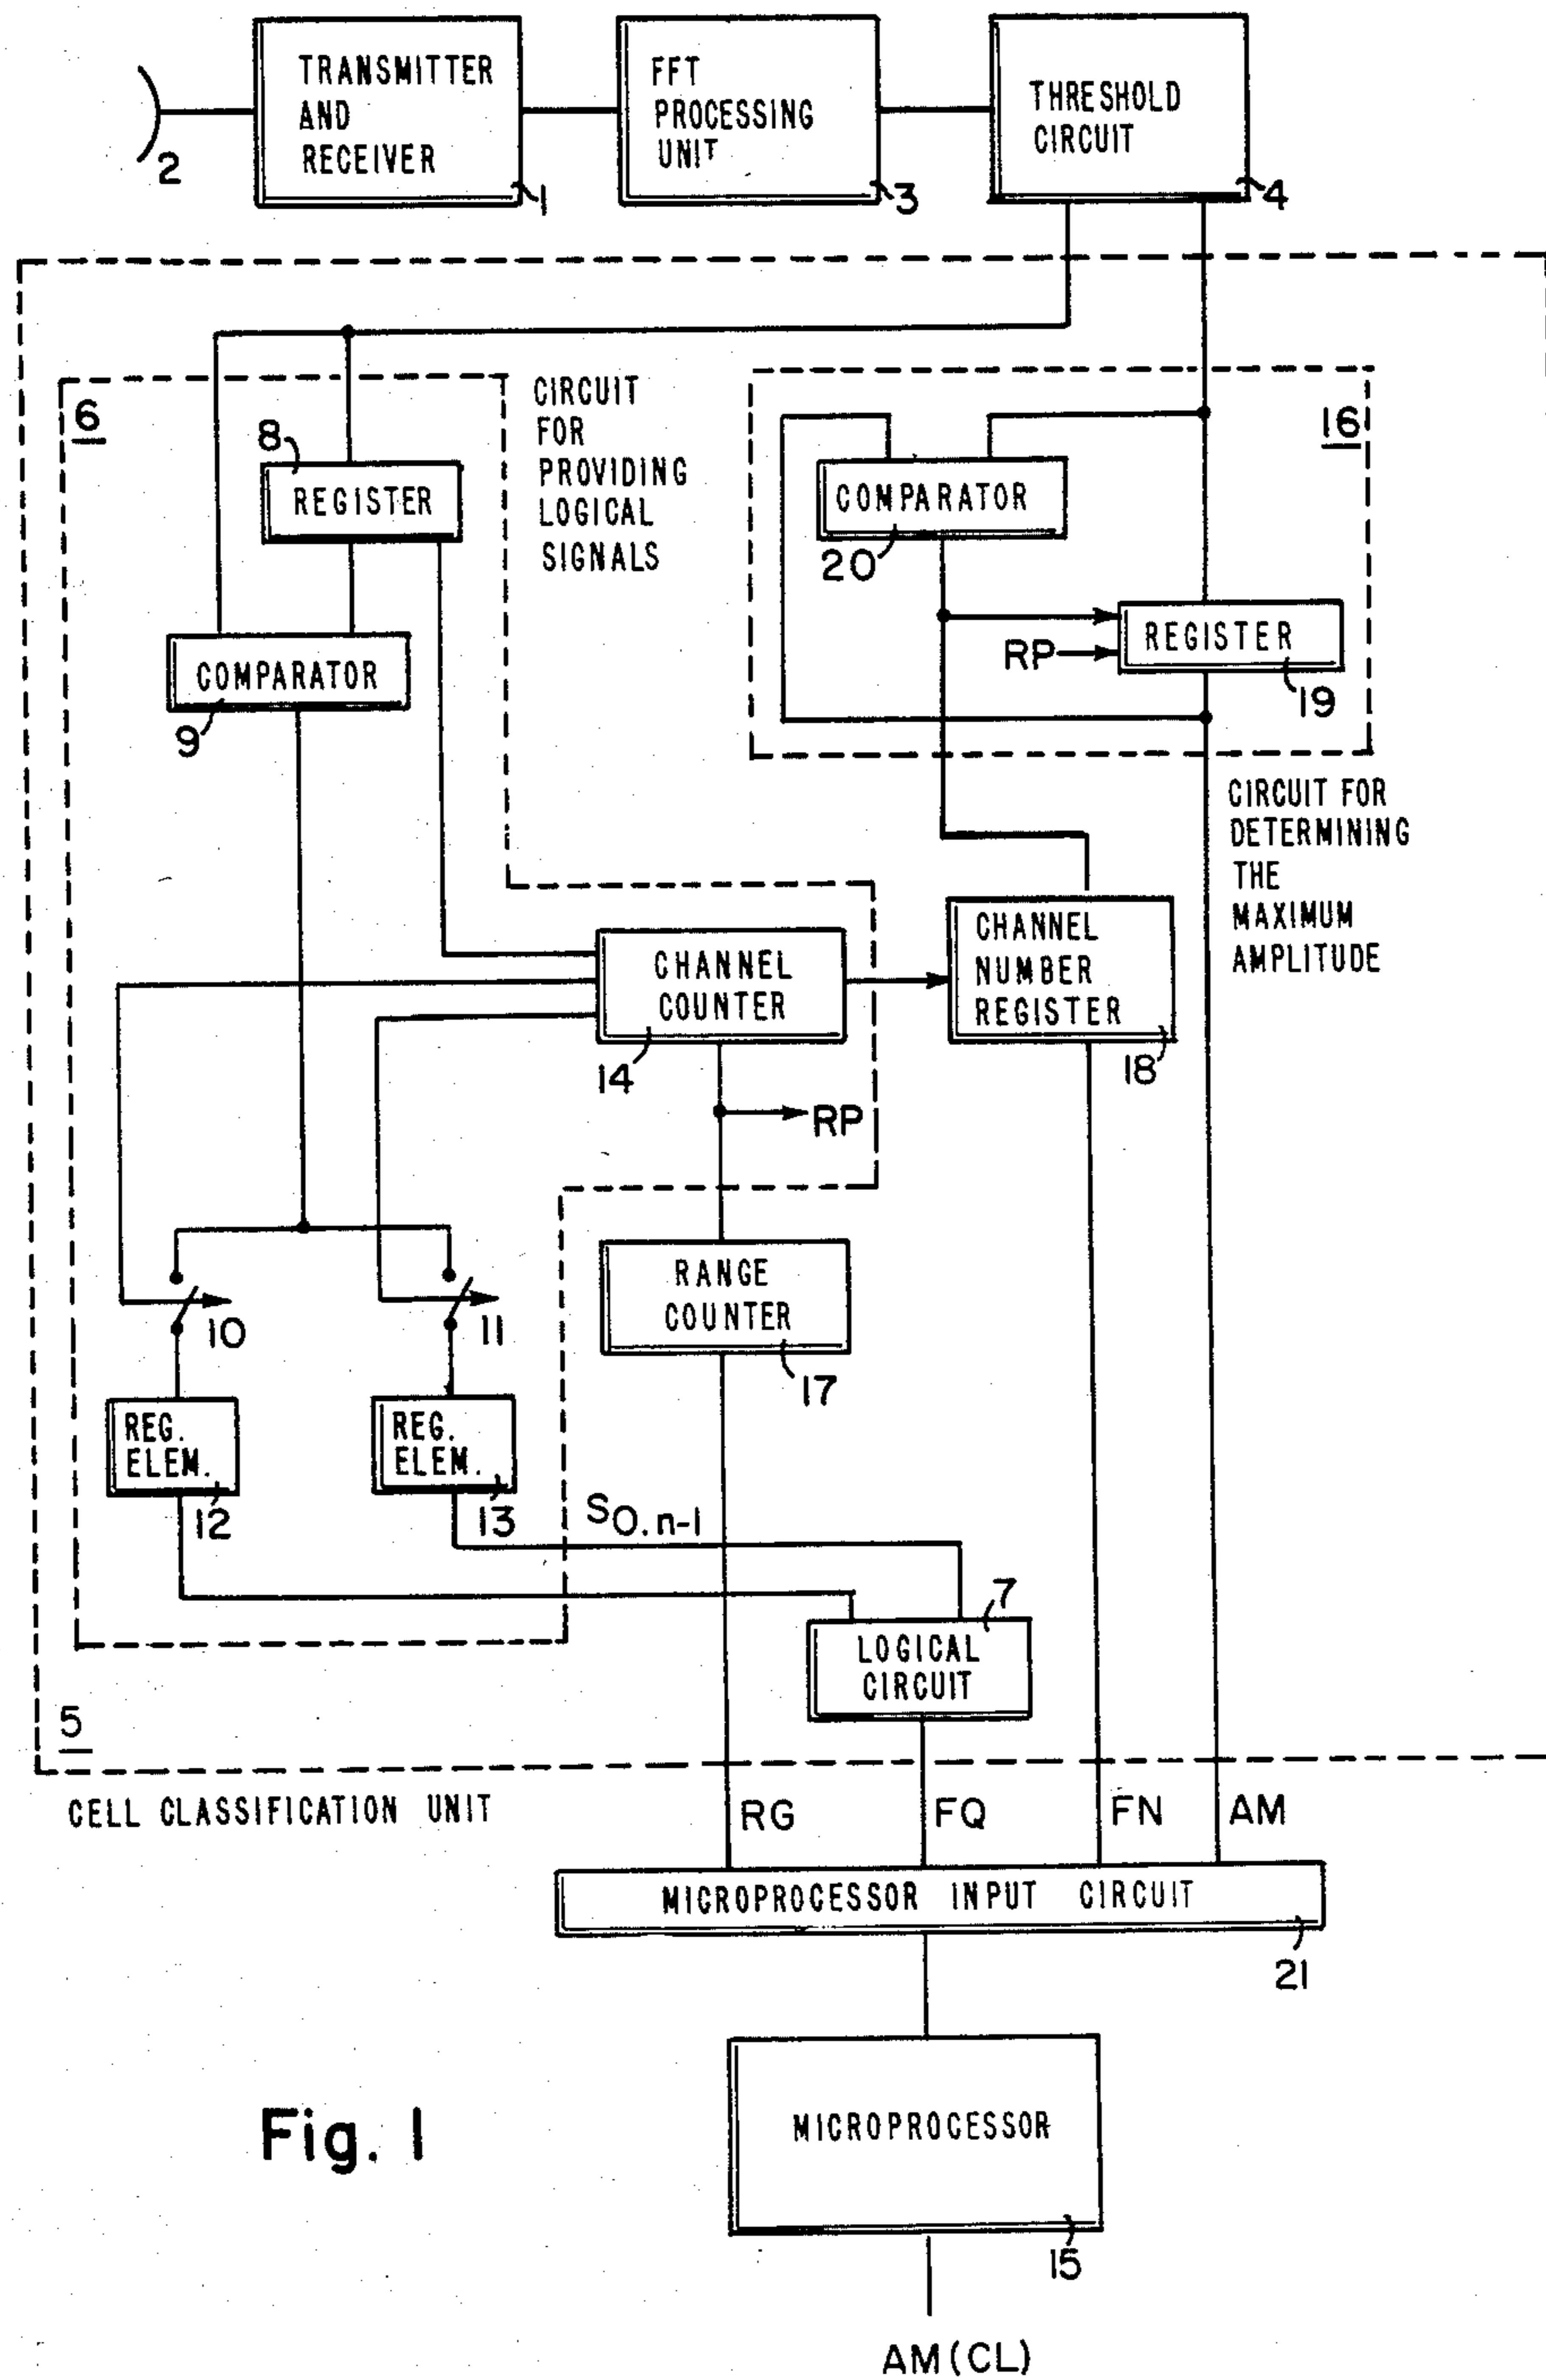 TRANSMITTER
AND
RECEIVER
1
2
FFT
PROCESSING
UNIT
3
THRESHOLD
CIRCUIT
4
6
CIRCUIT
FOR
PROVIDING
LOGICAL
SIGNALS
8
REGISTER
COMPARATOR
9
16
COMPARATOR
20
RP
REGISTER
19
CIRCUIT FOR
DETERMINING
THE
MAXIMUM
AMPLITUDE
CHANNEL
COUNTER
14
CHANNEL
NUMBER
REGISTER
18
RP
10
11
RANGE
COUNTER
17
REG.
ELEM.
12
REG.
ELEM.
13
S0.n-1
7
LOGICAL
CIRCUIT
5
CELL CLASSIFICATION UNIT
RG
FQ
FN
AM
MICROPROCESSOR INPUT CIRCUIT
21
MICROPROCESSOR
15
Fig. 1
AM(CL)